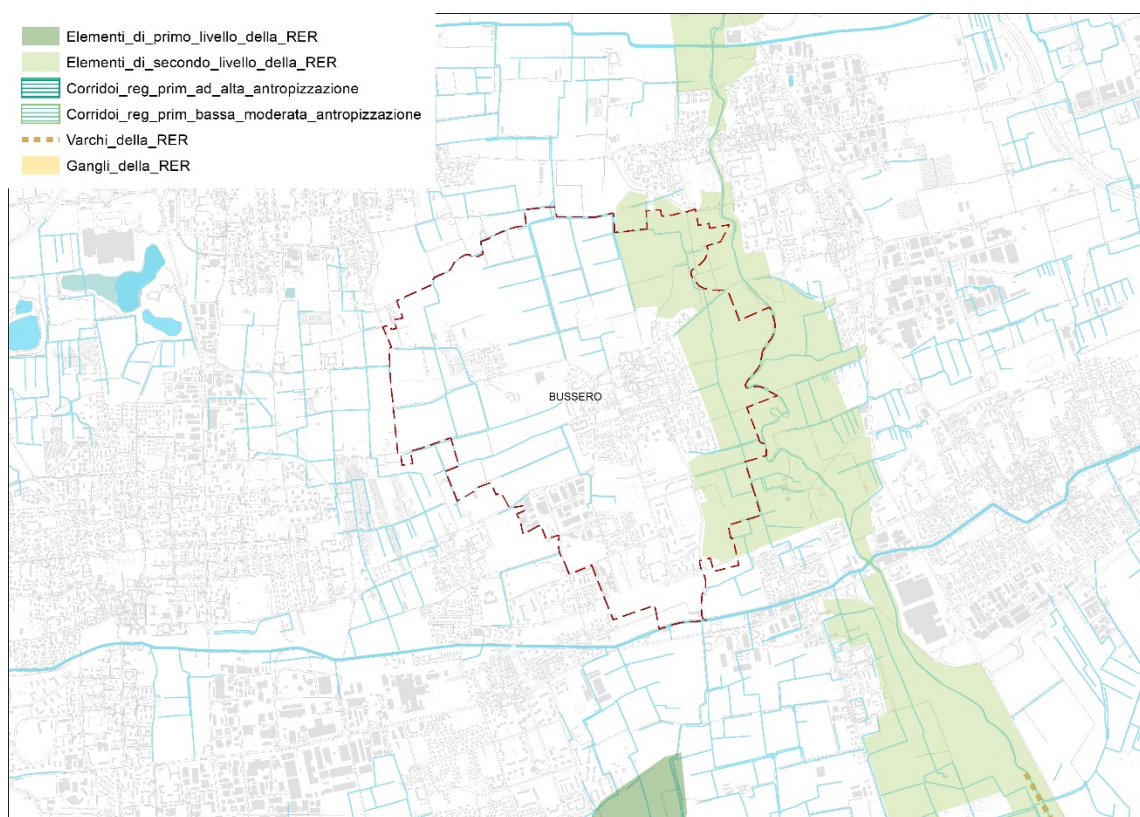 Elementi_di_primo_livello_della_RER
Elementi_di_secondo_livello_della_RER
Corridoi_reg_prim_ad_alta_antropizzazione
Corridoi_reg_prim_bassa_moderata_antropizzazione
Varchi_della_RER
Gangli_della_RER
BUSSERO